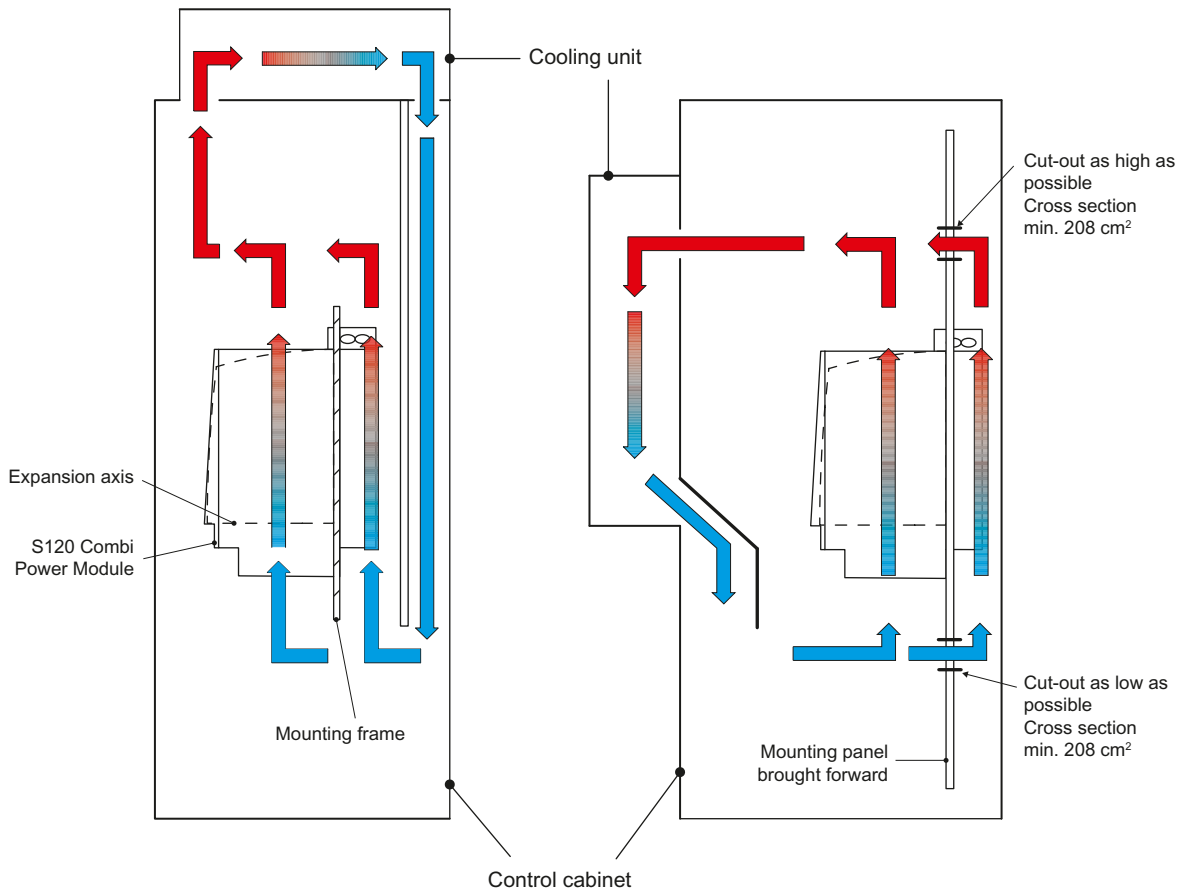 Cooling unit
Cut-out as high as
possible
Cross section
min. 208 cm²
Expansion axis
S120 Combi
Power Module
Mounting frame
Cut-out as low as
possible
Cross section
min. 208 cm²
Mounting panel
brought forward
Control cabinet